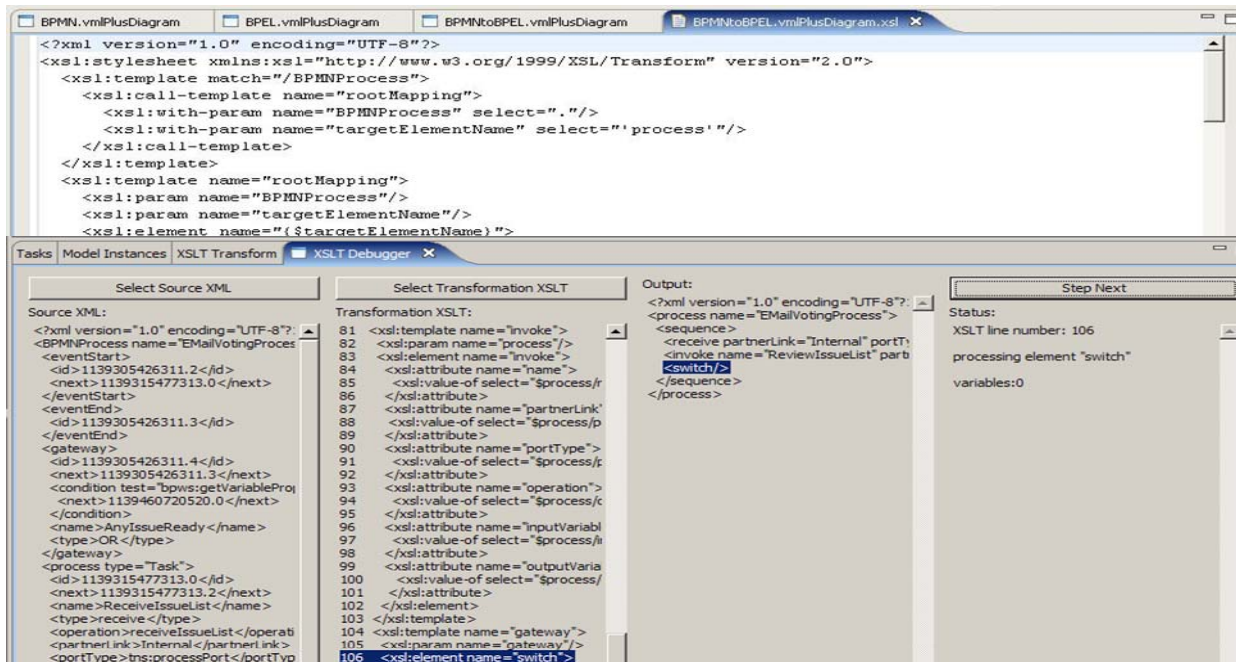 BPMN.vmlPlusDiagram BPEL.vmlPlusDiagram BPMNtoBPEL.vmlPlusDiagram BPMNtoBPEL.vmlPlusDiagram.xsl
<?xml version="1.0" encoding="UTF-8"?>
<xsl:stylesheet xmlns:xsl="http://www.w3.org/1999/XSL/Transform" version="2.0">
<xsl:template match="/BPMNProcess">
<xsl:call-template name="rootMapping">
<xsl:with-param name="BPMNProcess" select="."/>
<xsl:with-param name="targetElementName" select="'process'"/>
</xsl:call-template>
</xsl:template>
<xsl:template name="rootMapping">
<xsl:param name="BPMNProcess"/>
<xsl:param name="targetElementName"/>
<xsl:element name="{$targetElementName}">
Tasks Model Instances XSLT Transform XSLT Debugger
Select Source XML
Source XML:
<?xml version="1.0" encoding="UTF-8"?:
<BPMNProcess name="EMailVotingProces
<eventStart>
<id>1139305426311.2</id>
<next>1139315477313.0</next>
</eventStart>
<eventEnd>
<id>1139305426311.3</id>
</eventEnd>
<gateway>
<id>1139305426311.4</id>
<next>1139305426311.3</next>
<condition test="bpws:getVariablePro
<next>1139460720520.0</next>
</condition>
<name>AnyIssueReady</name>
<type>OR</type>
</gateway>
<process type="Task">
<id>1139315477313.0</id>
<next>1139315477313.2</next>
<name>ReceiveIssueList</name>
<type>receive</type>
<operation>receiveIssueList</operati
<partnerLink>Internal</partnerLink>
<portType>tns:processPort</portTyp
Select Transformation XSLT
Transformation XSLT:
81 <xsl:template name="invoke">
82 <xsl:param name="process"/>
83 <xsl:element name="invoke">
84 <xsl:attribute name="name">
85 <xsl:value-of select="$process/r
86 </xsl:attribute>
87 <xsl:attribute name="partnerLink"
88 <xsl:value-of select="$process/p
89 </xsl:attribute>
90 <xsl:attribute name="portType">
91 <xsl:value-of select="$process/p
92 </xsl:attribute>
93 <xsl:attribute name="operation">
94 <xsl:value-of select="$process/c
95 </xsl:attribute>
96 <xsl:attribute name="inputVariabl
97 <xsl:value-of select="$process/ir
98 </xsl:attribute>
99 <xsl:attribute name="outputVaria
100 <xsl:value-of select="$process/
101 </xsl:attribute>
102 </xsl:element>
103 </xsl:template>
104 <xsl:template name="gateway">
105 <xsl:param name="gateway"/>
106 <xsl:element name="switch">
Output:
<?xml version="1.0" encoding="UTF-8"?:
<process name="EMailVotingProcess">
<sequence>
<receive partnerLink="Internal" portTy
<invoke name="ReviewIssueList" partn
<switch/>
</sequence>
</process>
Step Next
Status:
XSLT line number: 106
processing element "switch"
variables:0